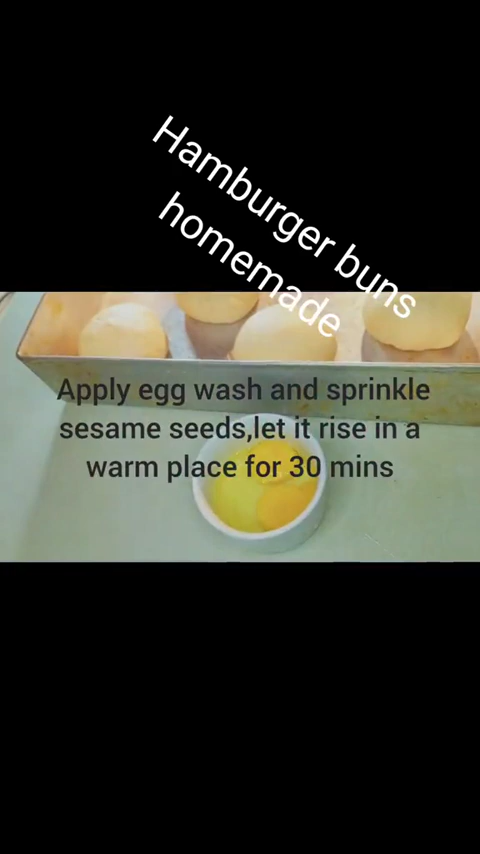 Hamburger buns
homemade
Apply egg wash and sprinkle
sesame seeds,let it rise in a
warm place for 30 mins